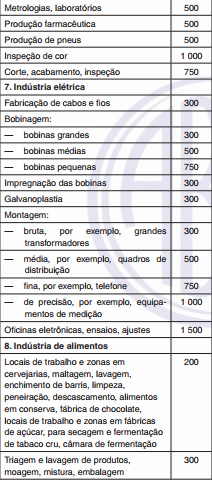 Metrologias, laboratórios 500
Produção farmacêutica 500
Produção de pneus 500
Inspeção de cor 1 000
Corte, acabamento, inspeção 750
7. Indústria elétrica
Fabricação de cabos e fios 300
Bobinagem:
— bobinas grandes 300
— bobinas médias 500
— bobinas pequenas 750
Impregnação das bobinas 300
Galvanoplastia 300
Montagem:
— bruta, por exemplo, grandes 300
transformadores
— média, por exemplo, quadros de 500
distribuição
— fina, por exemplo, telefone 750
— de precisão, por exemplo, equipa- 1 000
mentos de medição
Oficinas eletrônicas, ensaios, ajustes 1 500
8. Indústria de alimentos
Locais de trabalho e zonas em 200
cervejarias, maltagem, lavagem,
enchimento de barris, limpeza,
peneiração, descascamento, alimentos
em conserva, fábrica de chocolate,
locais de trabalho e zonas em fábricas
de açúcar, para secagem e fermentação
de tabaco cru, câmara de fermentação
Triagem e lavagem de produtos, 300
moagem, mistura, embalagem